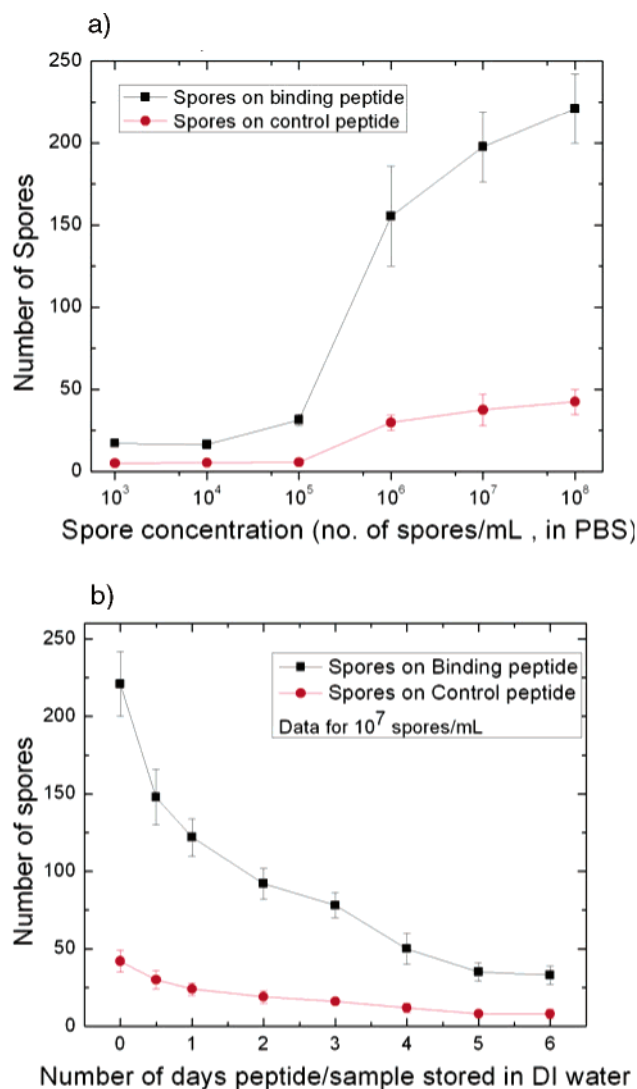 a)
250
200
150
100
50
0
Number of Spores
Spores on binding peptide
Spores on control peptide
10³ 10⁴ 10⁵ 10⁶ 10⁷ 10⁸
Spore concentration (no. of spores/mL , in PBS)
b)
250
200
150
100
50
0
Number of spores
Spores on Binding peptide
Spores on Control peptide
Data for 10⁷ spores/mL
0 1 2 3 4 5 6
Number of days peptide/sample stored in DI water